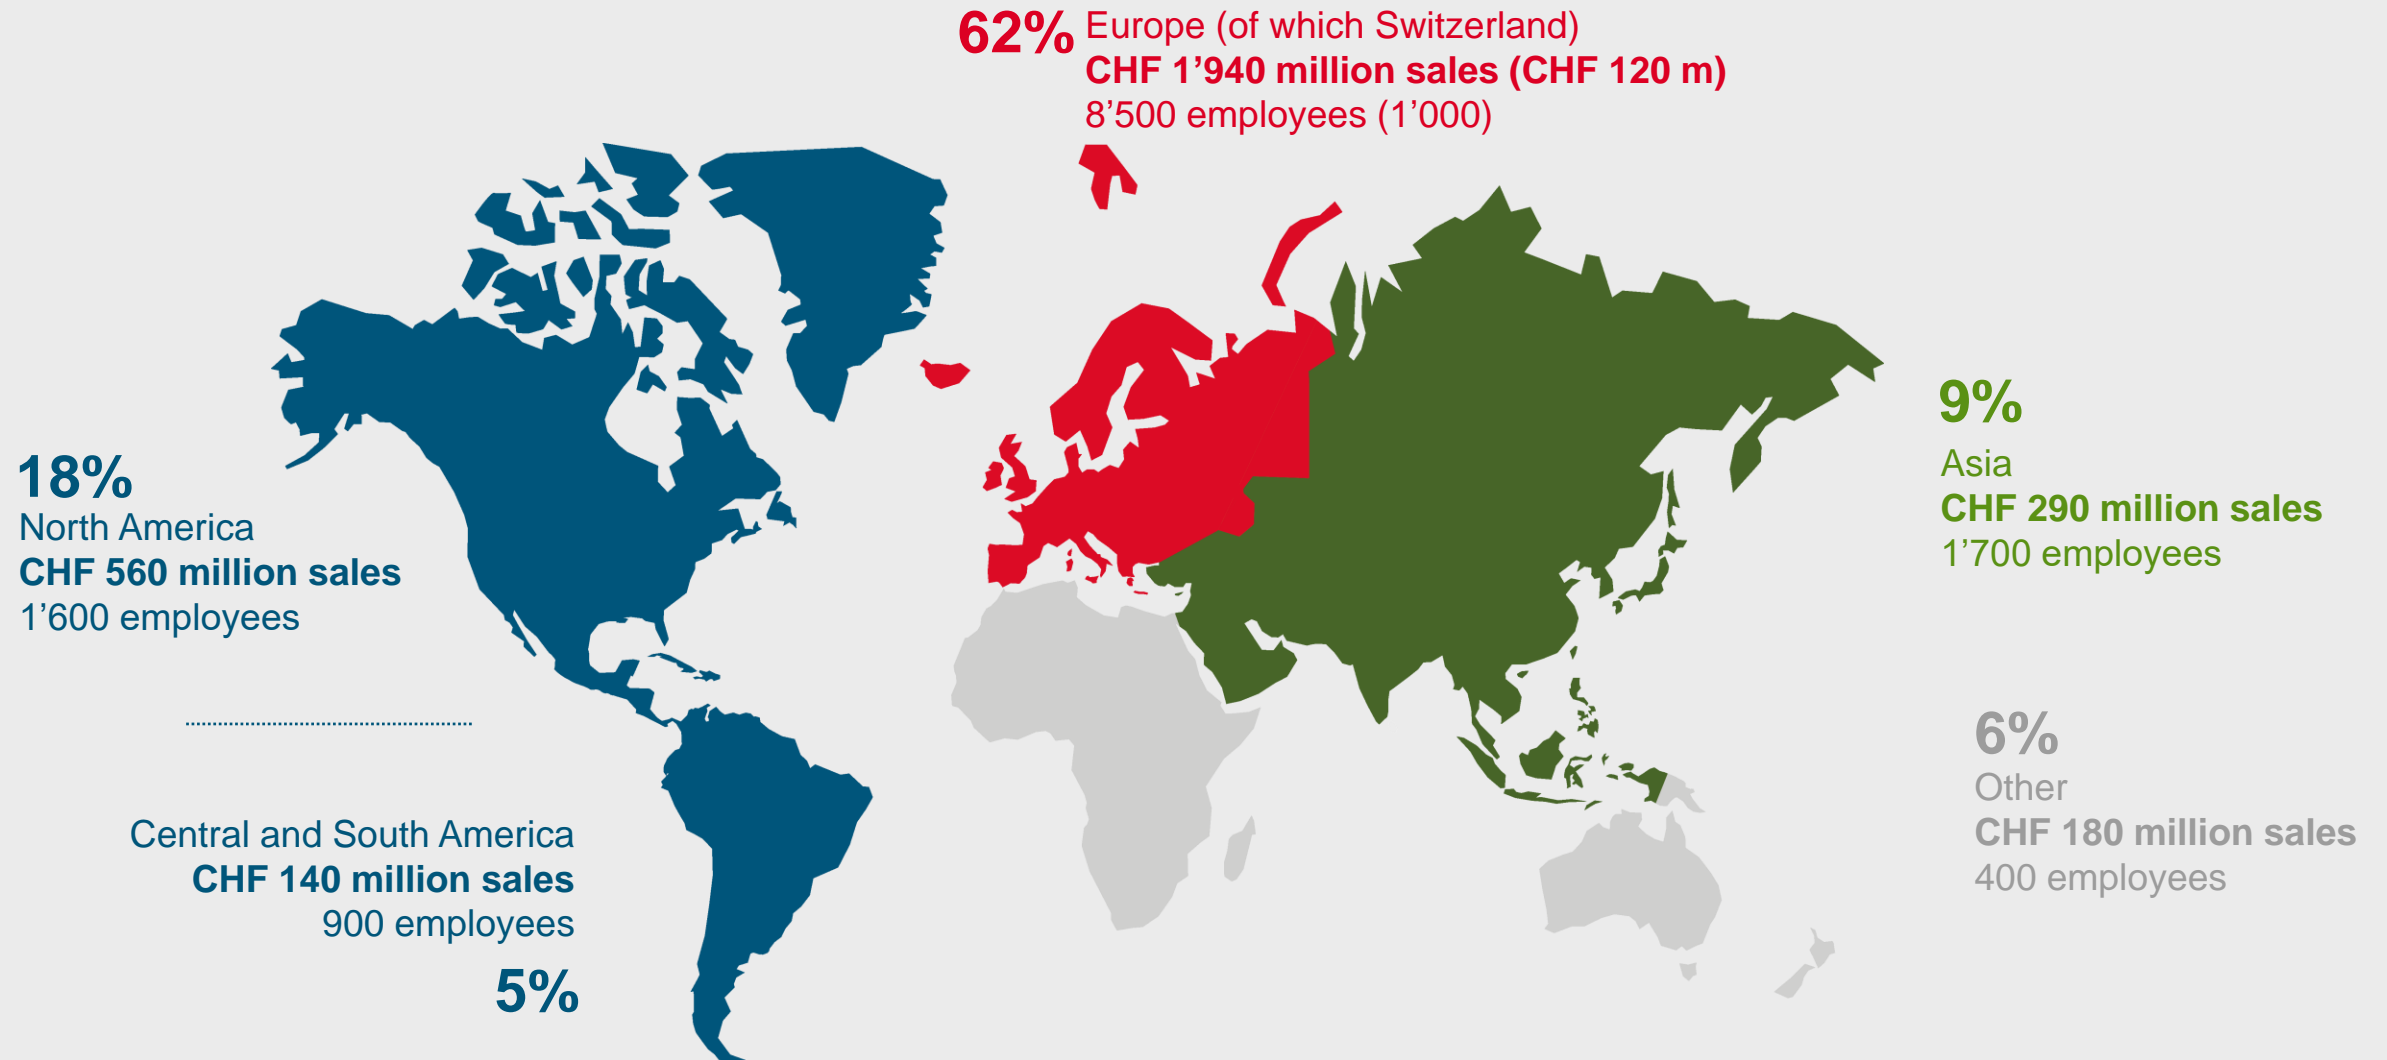 62% Europe (of which Switzerland)
CHF 1’940 million sales (CHF 120 m)
8’500 employees (1’000)
18%
North America
CHF 560 million sales
1’600 employees
Central and South America
CHF 140 million sales
900 employees
5%
9%
Asia
CHF 290 million sales
1’700 employees
6%
Other
CHF 180 million sales
400 employees